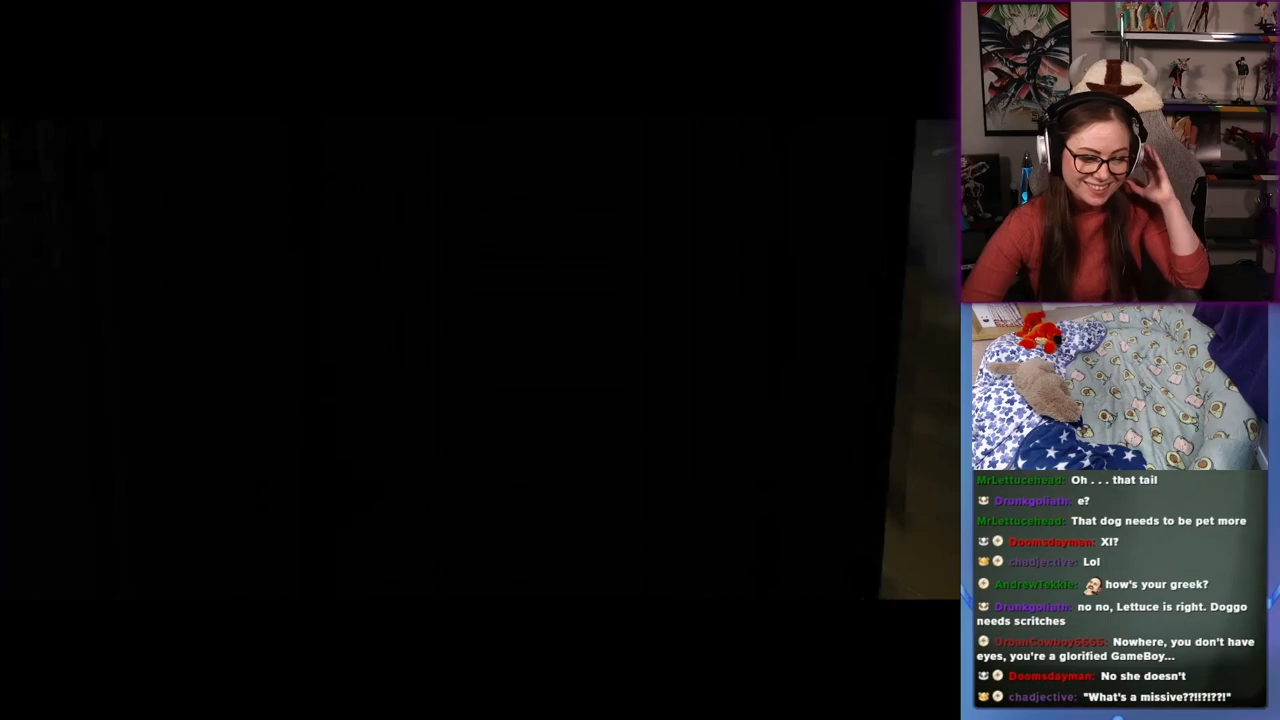 MrLettucehead: Oh . . . that tail
Drunkgoliath: e?
MrLettucehead: That dog needs to be pet more
Doomsdayman: XI?
chadjective: Lol
AndrewTekkie: how's your greek?
Drunkgoliath: no no, Lettuce is right. Doggo
needs scritches
UrbanCowboy5665: Nowhere, you don't have
eyes, you're a glorified GameBoy...
Doomsdayman: No she doesn't
chadjective: "What's a missive??!!?!??!"